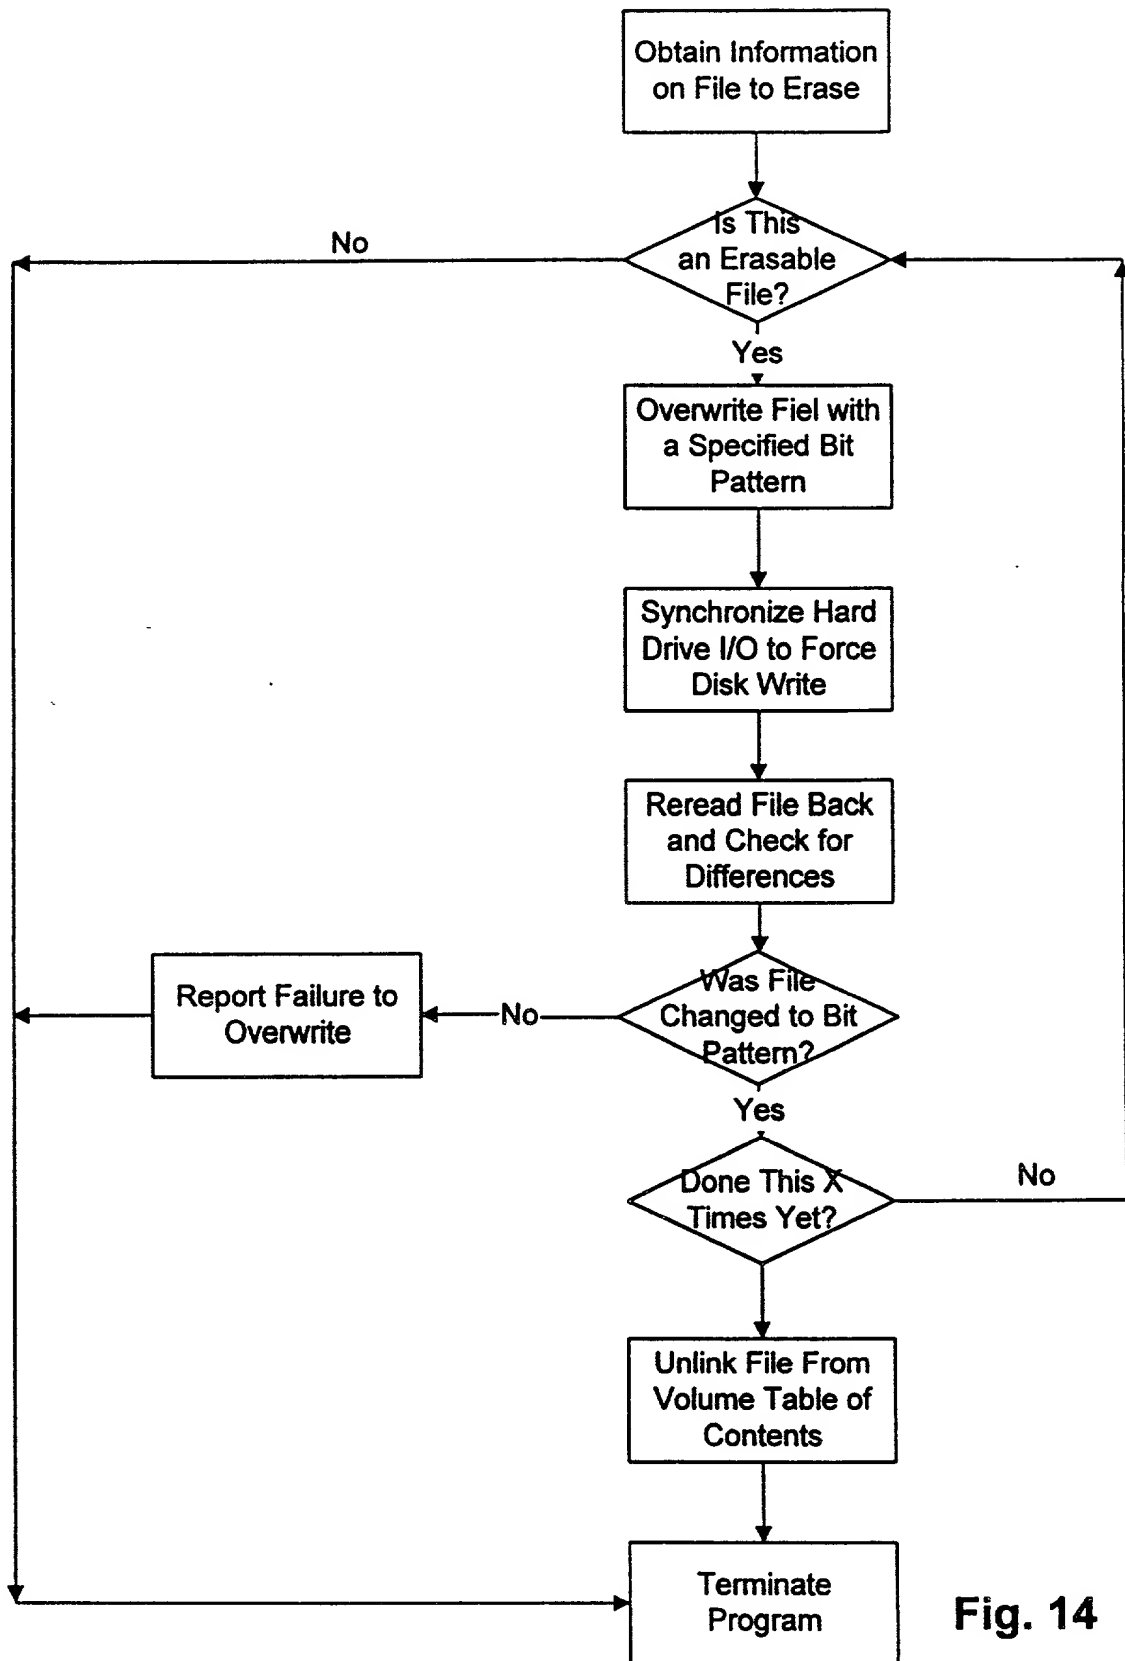 Obtain Information
on File to Erase
No
Is This
an Erasable
File?
Yes
Overwrite Fiel with
a Specified Bit
Pattern
Synchronize Hard
Drive I/O to Force
Disk Write
Reread File Back
and Check for
Differences
Report Failure to
Overwrite
No
Was File
Changed to Bit
Pattern?
Yes
Done This X
Times Yet?
No
Unlink File From
Volume Table of
Contents
Terminate
Program
Fig. 14